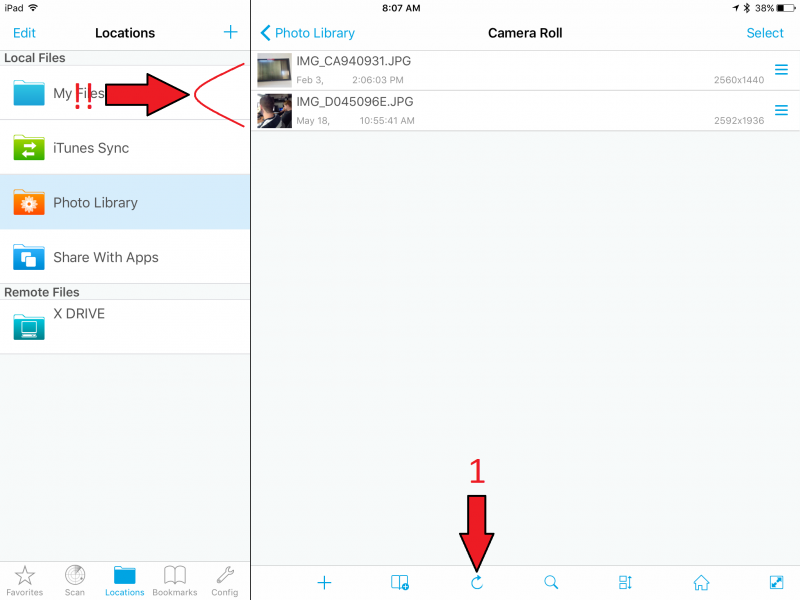 iPad 8:07 AM 38%
Edit Locations +
Local Files
My Files
!!
iTunes Sync
Photo Library
Share With Apps
Remote Files
X DRIVE
Favorites Scan Locations Bookmarks Config
Photo Library Camera Roll Select
IMG_CA940931.JPG
Feb 3, 2:06:03 PM 2560x1440
IMG_D045096E.JPG
May 18, 10:55:41 AM 2592x1936
1